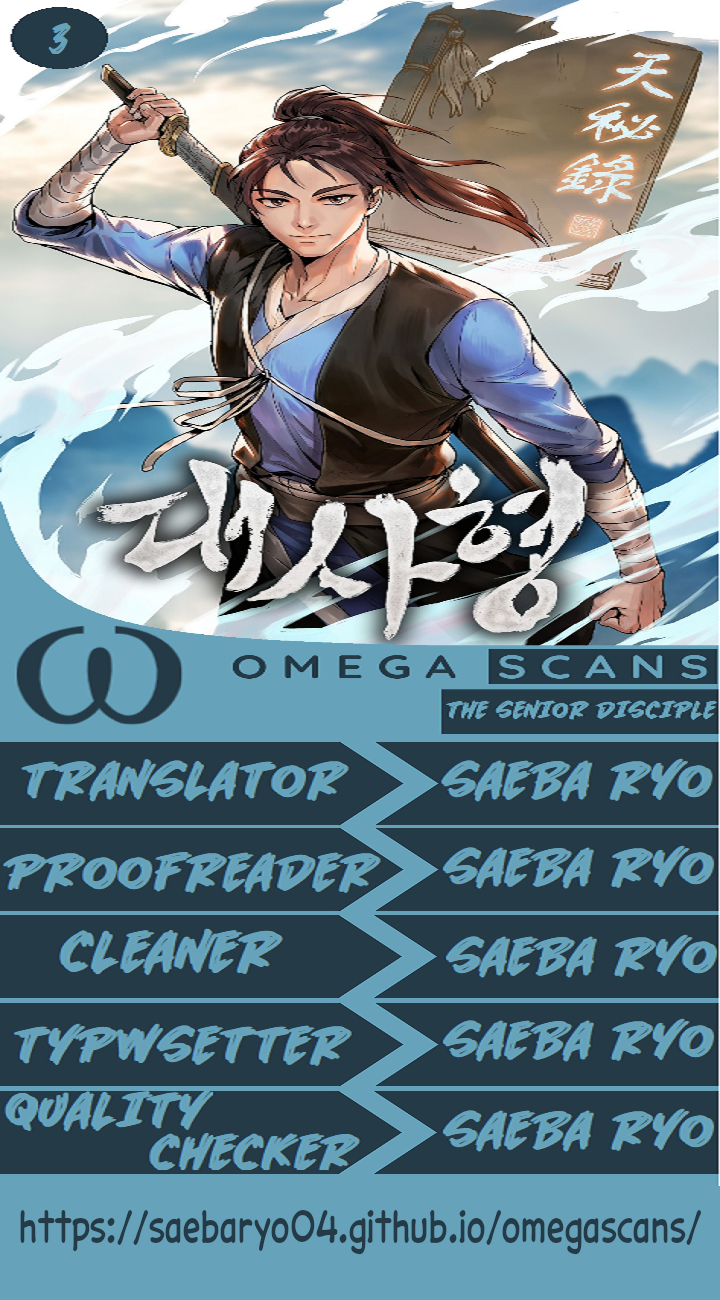 3
天
秘
錄
대사형
OMEGA SCANS
THE SENIOR DISCIPLE
TRANSLATOR SAEBA RYO
PROOFREADER SAEBA RYO
CLEANER SAEBA RYO
TYPWSETTER SAEBA RYO
QUALITY
CHECKER SAEBA RYO
https://saebaryo04.github.io/omegascans/